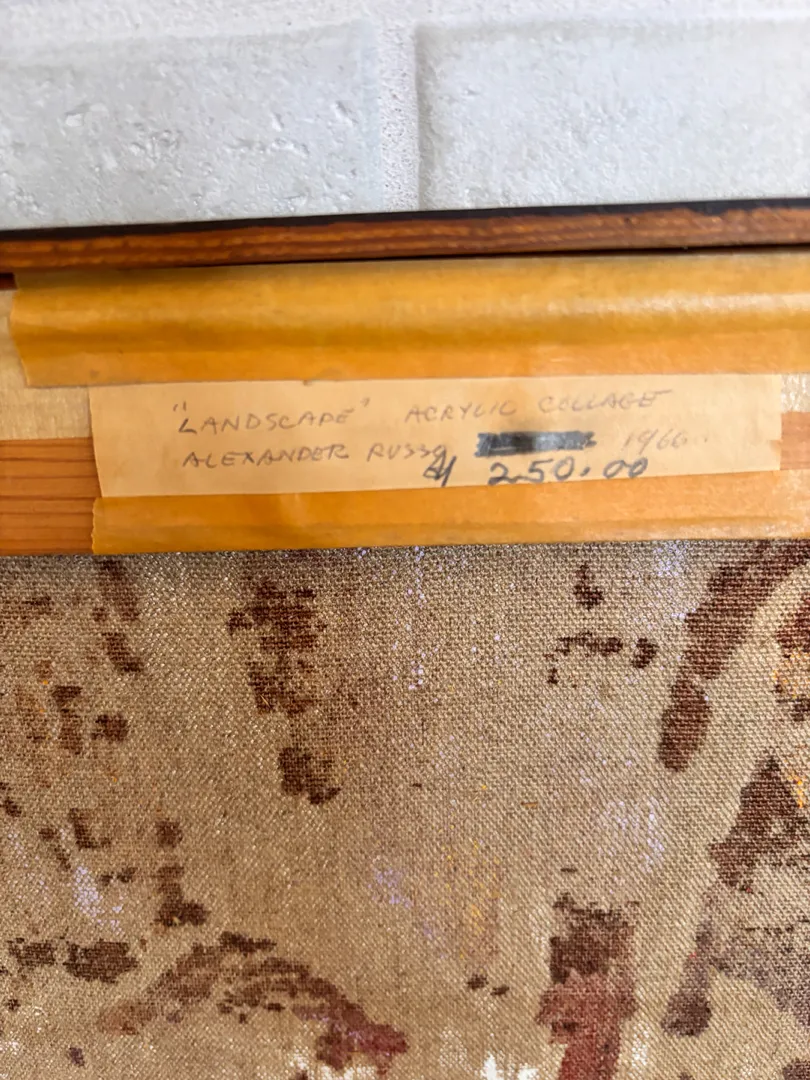 "LANDSCAPE" ACRYLIC COLLAGE
ALEXANDER RUSSO 1966.
$ 250.00